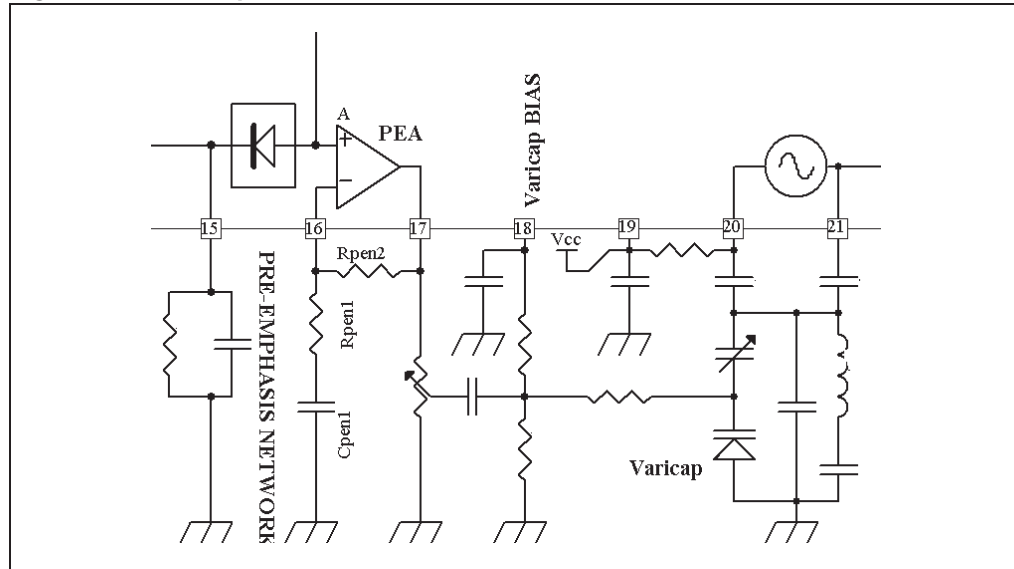 A
PEA
+
−
Varicap BIAS
15
16
17
18
19
20
21
Vcc
Rpen2
Rpen1
Cpen1
PRE-EMPHASIS NETWORK
Varicap